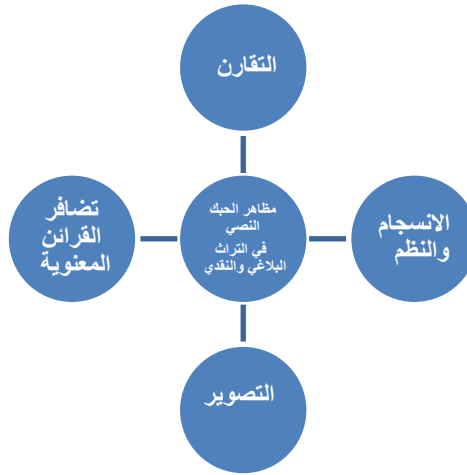 التقارن
الانسجام
والنظم
مظاهر الحبك
النصي
في التراث
البلاغي والنقدي
تضافر
القرائن
المعنوية
التصوير